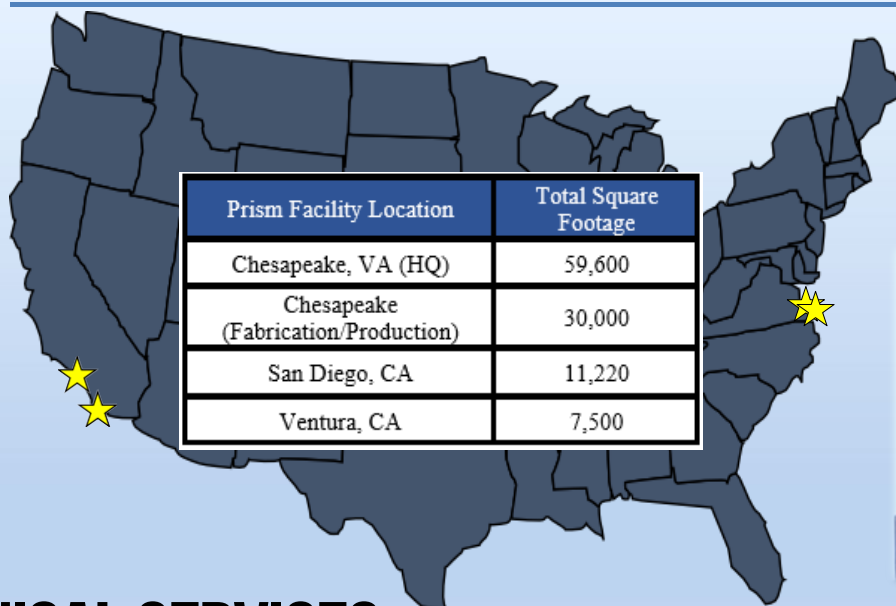 Prism Facility Location
Total Square
Footage
Chesapeake, VA (HQ)
59,600
Chesapeake
(Fabrication/Production)
30,000
San Diego, CA
11,220
Ventura, CA
7,500
SERVICES